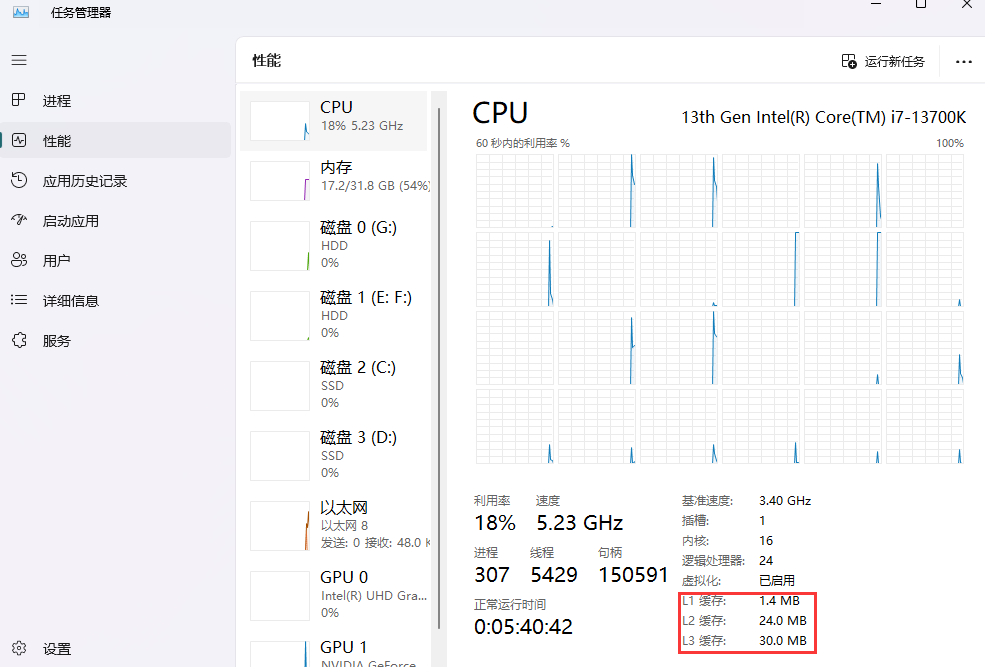 任务管理器
性能
运行新任务
进程
性能
应用历史记录
启动应用
用户
详细信息
服务
设置
CPU
18% 5.23 GHz
内存
17.2/31.8 GB (54%)
磁盘 0 (G:)
HDD
0%
磁盘 1 (E: F:)
HDD
0%
磁盘 2 (C:)
SSD
0%
磁盘 3 (D:)
SSD
0%
以太网
以太网 8
发送: 0 接收: 48.0 K
GPU 0
Intel(R) UHD Gra...
0%
GPU 1
NVIDIA GeForce
CPU
13th Gen Intel(R) Core(TM) i7-13700K
60 秒内的利用率 %
100%
利用率
速度
18%
5.23 GHz
进程
线程
句柄
307
5429
150591
正常运行时间
0:05:40:42
基准速度: 3.40 GHz
插槽: 1
内核: 16
逻辑处理器: 24
虚拟化: 已启用
L1 缓存: 1.4 MB
L2 缓存: 24.0 MB
L3 缓存: 30.0 MB